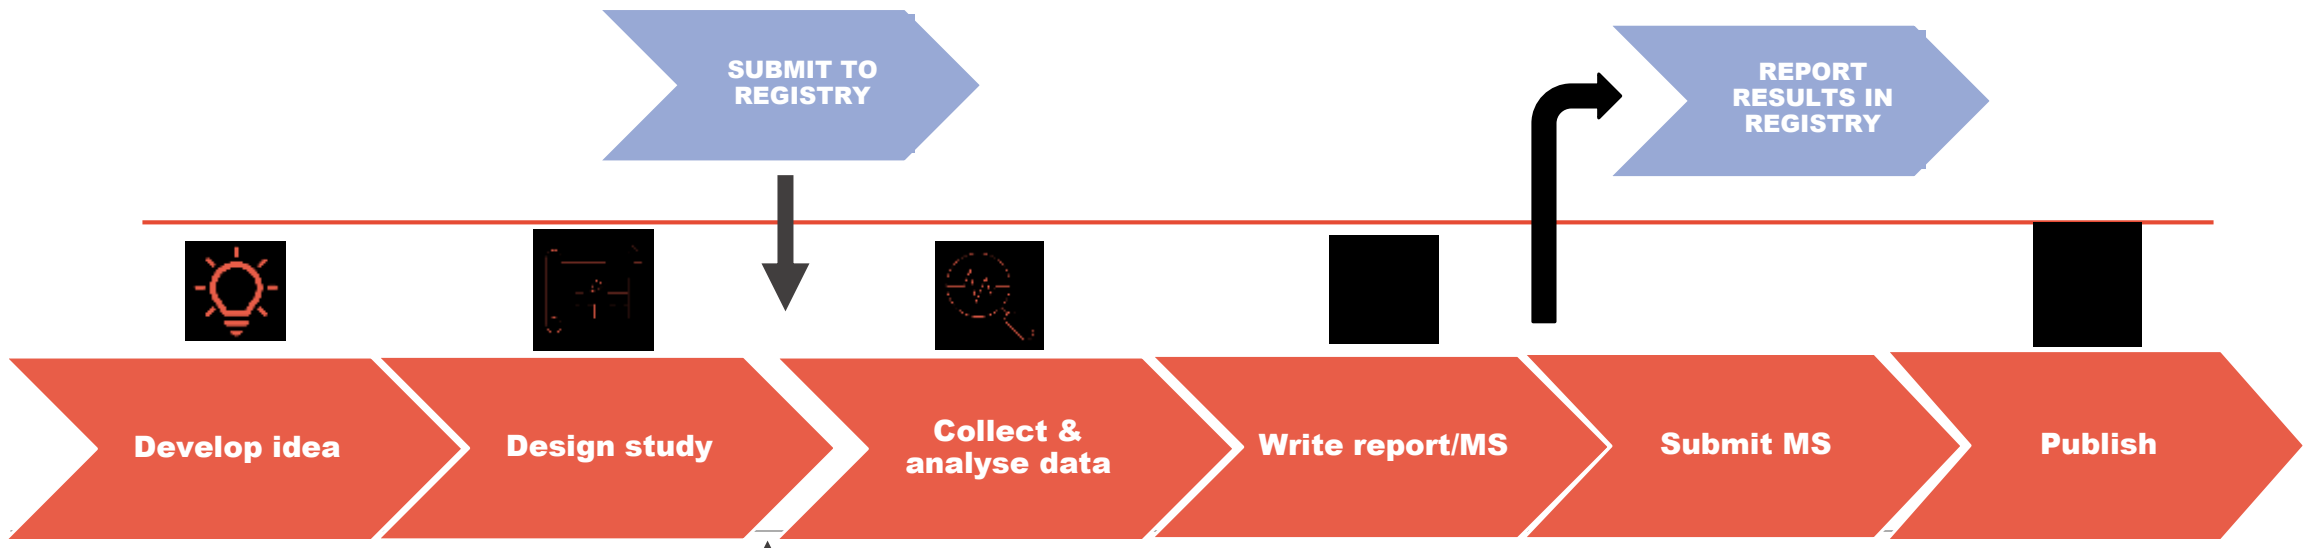 SUBMIT TO
REGISTRY
REPORT
RESULTS IN
REGISTRY
Develop idea
Design study
Collect &
analyse data
Write report/MS
Submit MS
Publish